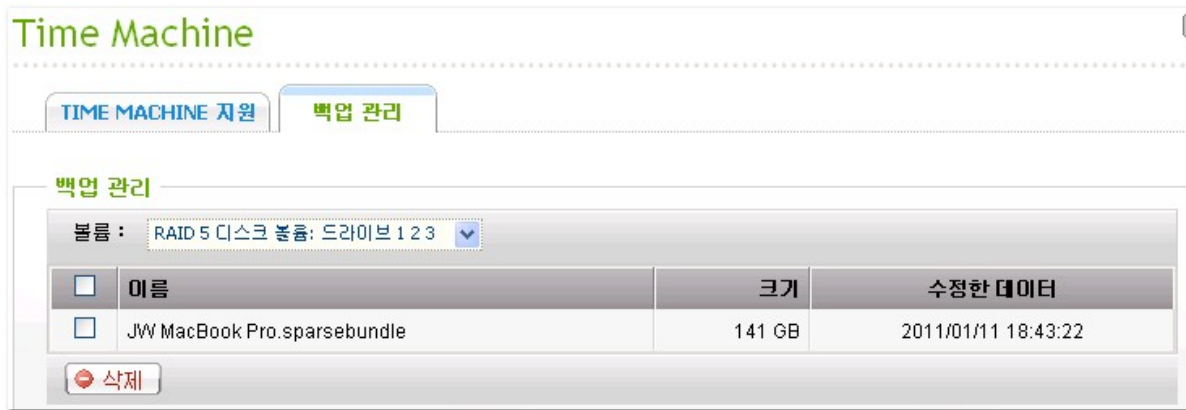 Time Machine
TIME MACHINE 지원 백업 관리
백업 관리
볼륨 : RAID 5 디스크 볼륨: 드라이브 1 2 3
이름 크기 수정한 데이터
JW MacBook Pro.sparsebundle 141 GB 2011/01/11 18:43:22
삭제